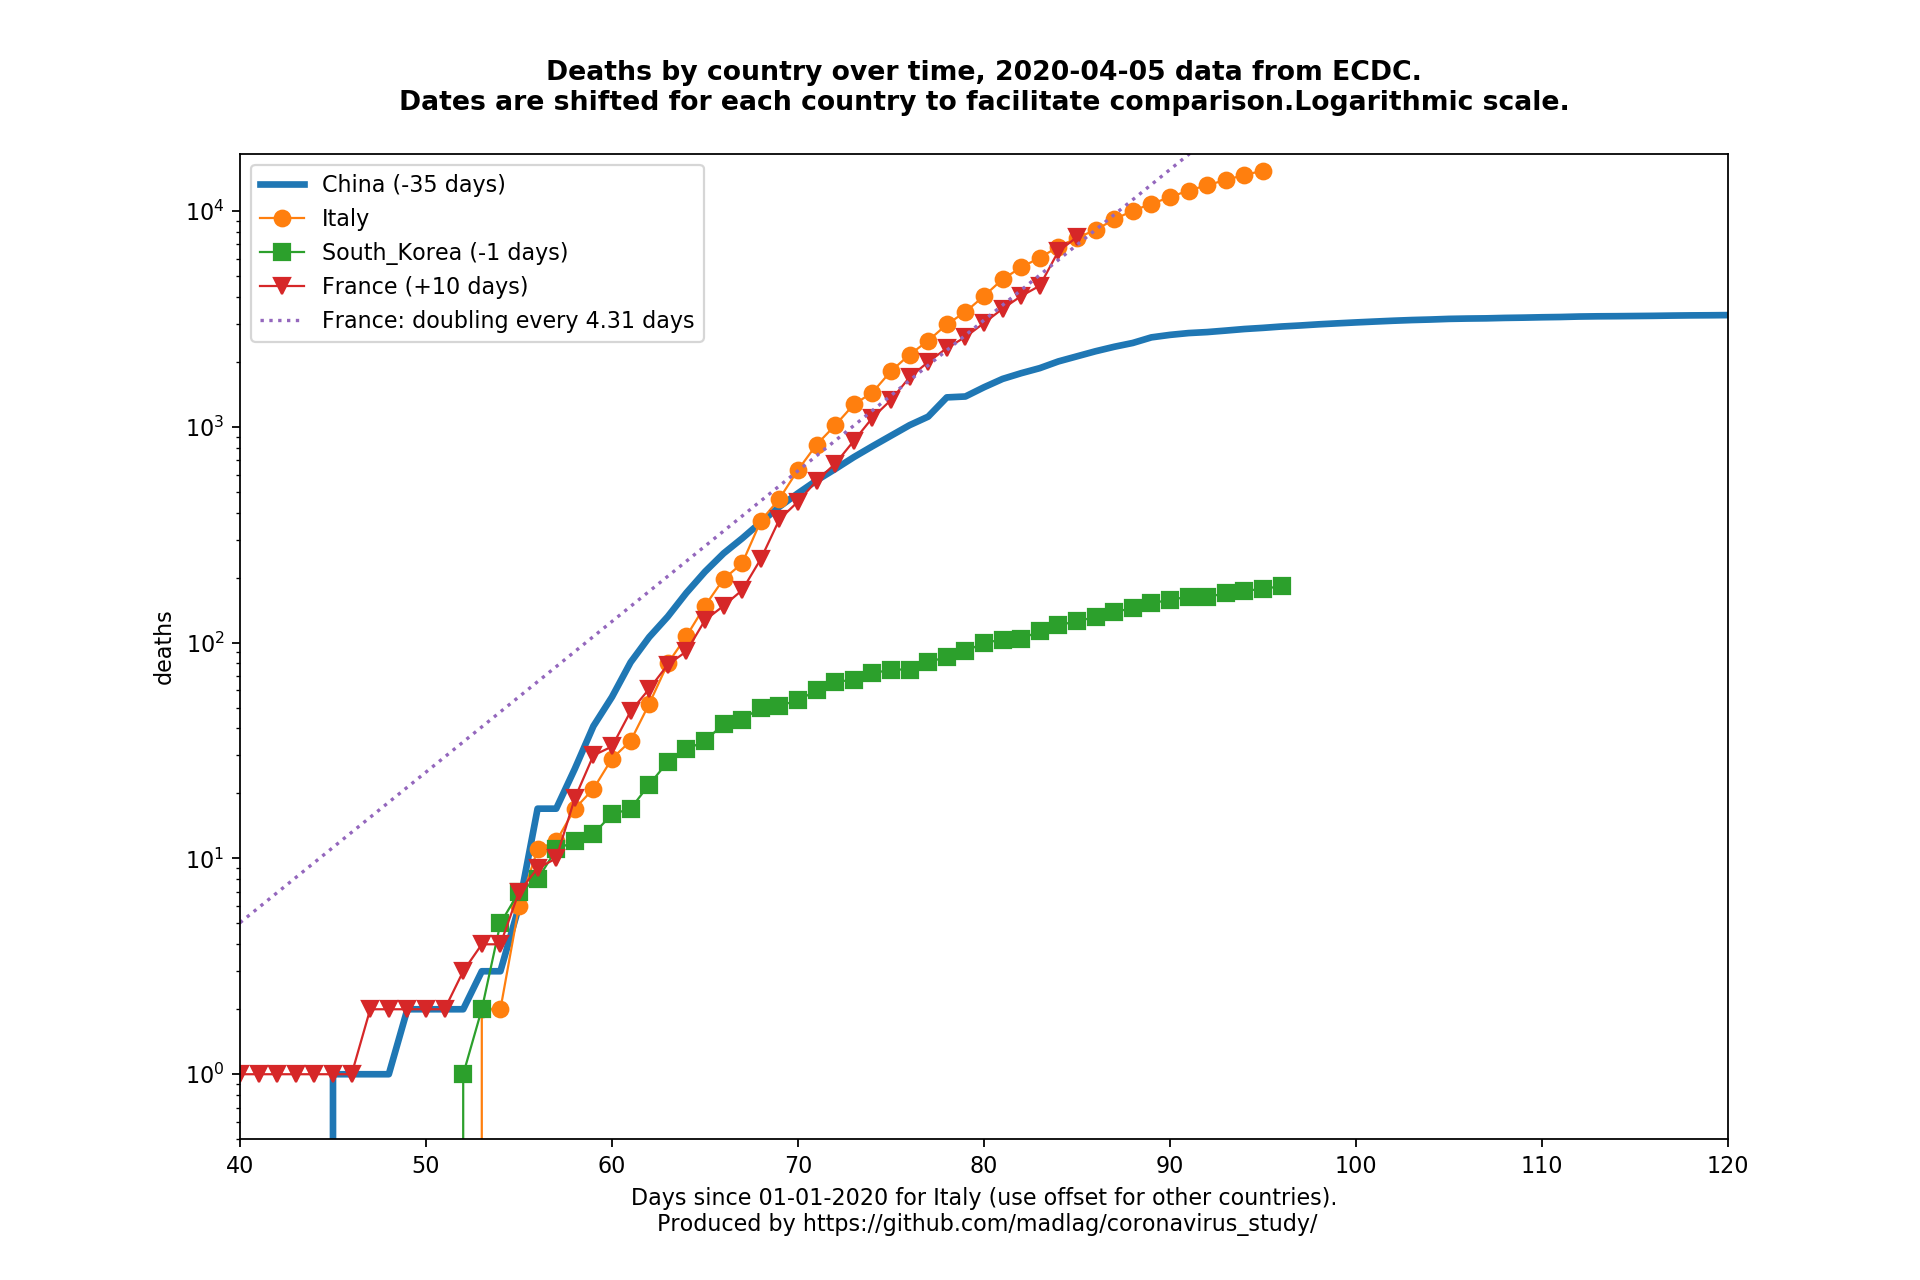 Deaths by country over time, 2020-04-05 data from ECDC.
Dates are shifted for each country to facilitate comparison.Logarithmic scale.
China (-35 days)
Italy
South_Korea (-1 days)
France (+10 days)
France: doubling every 4.31 days
deaths
10⁴
10³
10²
10¹
10⁰
40 50 60 70 80 90 100 110 120
Days since 01-01-2020 for Italy (use offset for other countries).
Produced by https://github.com/madlag/coronavirus_study/